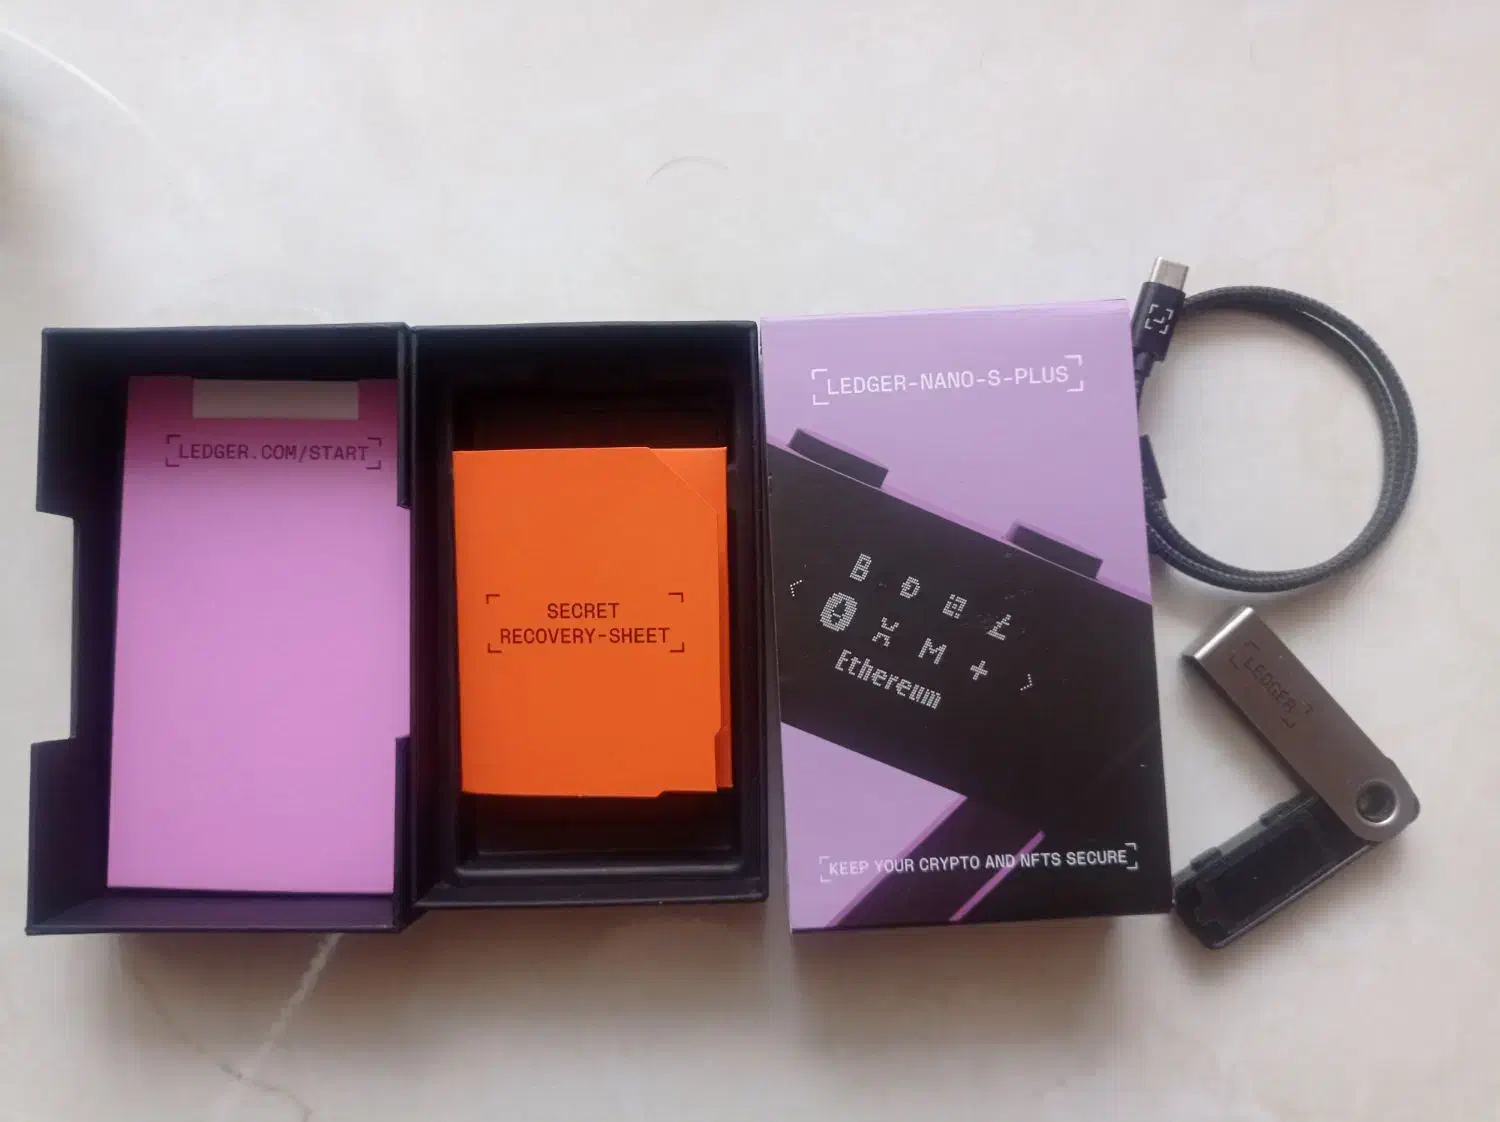 [LEDGER.COM/START]
SECRET
RECOVERY-SHEET
[LEDGER-NANO-S-PLUS]
Ethereum
[KEEP YOUR CRYPTO AND NFTS SECURE]
[LEDGER]